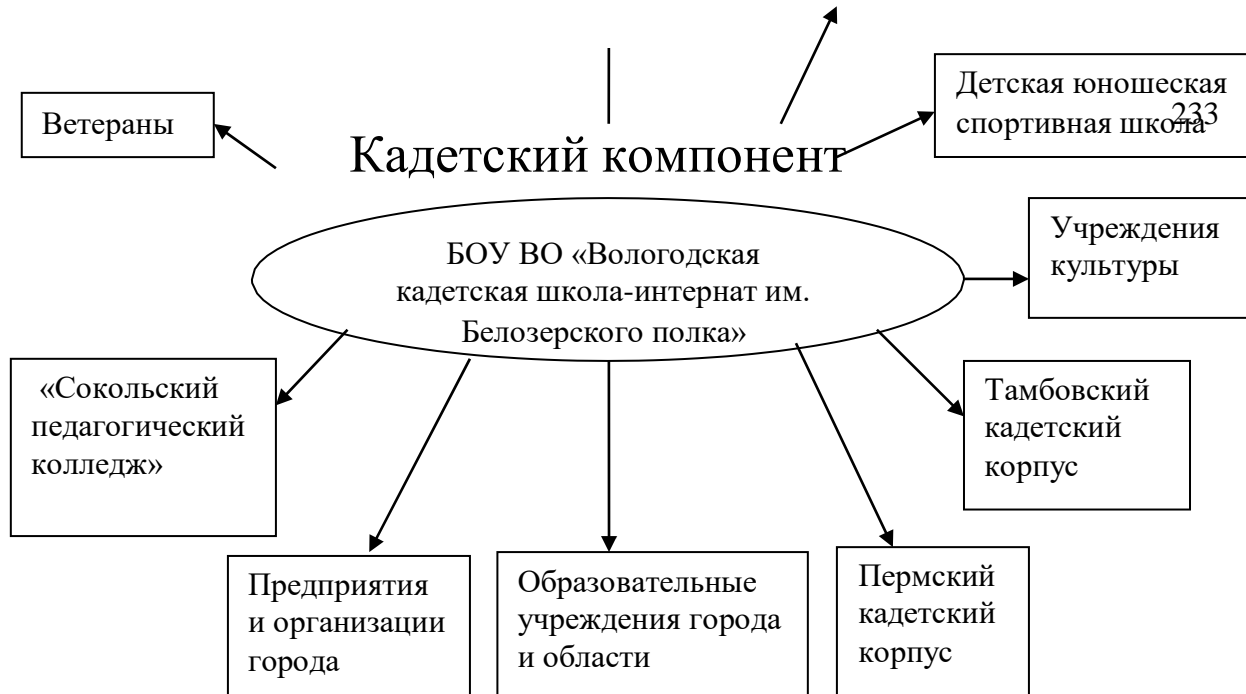 Детская юношеская
спортивная школа
233
Ветераны
Кадетский компонент
Учреждения
культуры
БОУ ВО «Вологодская
кадетская школа-интернат им.
Белозерского полка»
«Сокольский
педагогический
колледж»
Тамбовский
кадетский
корпус
Предприятия
и организации
города
Образовательные
учреждения города
и области
Пермский
кадетский
корпус